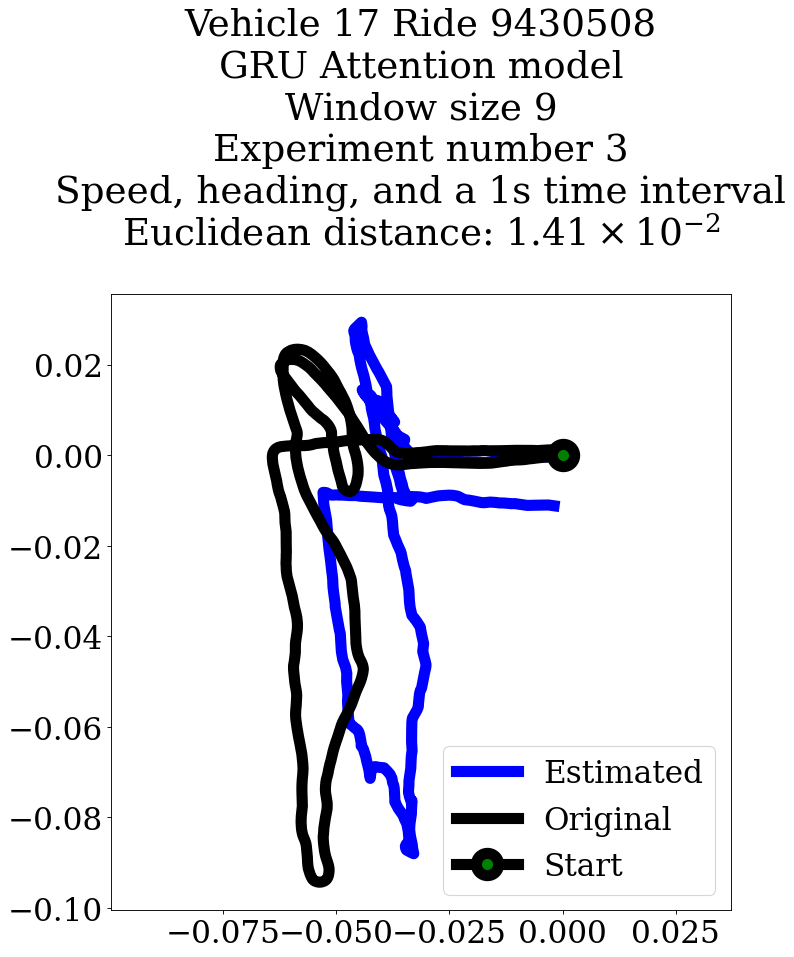 Vehicle 17 Ride 9430508
GRU Attention model
Window size 9
Experiment number 3
Speed, heading, and a 1s time interval
Euclidean distance: 1.41 × 10⁻²
0.02
0.00
−0.02
−0.04
−0.06
−0.08
−0.10
Estimated
Original
Start
−0.075 −0.050 −0.025 0.000 0.025